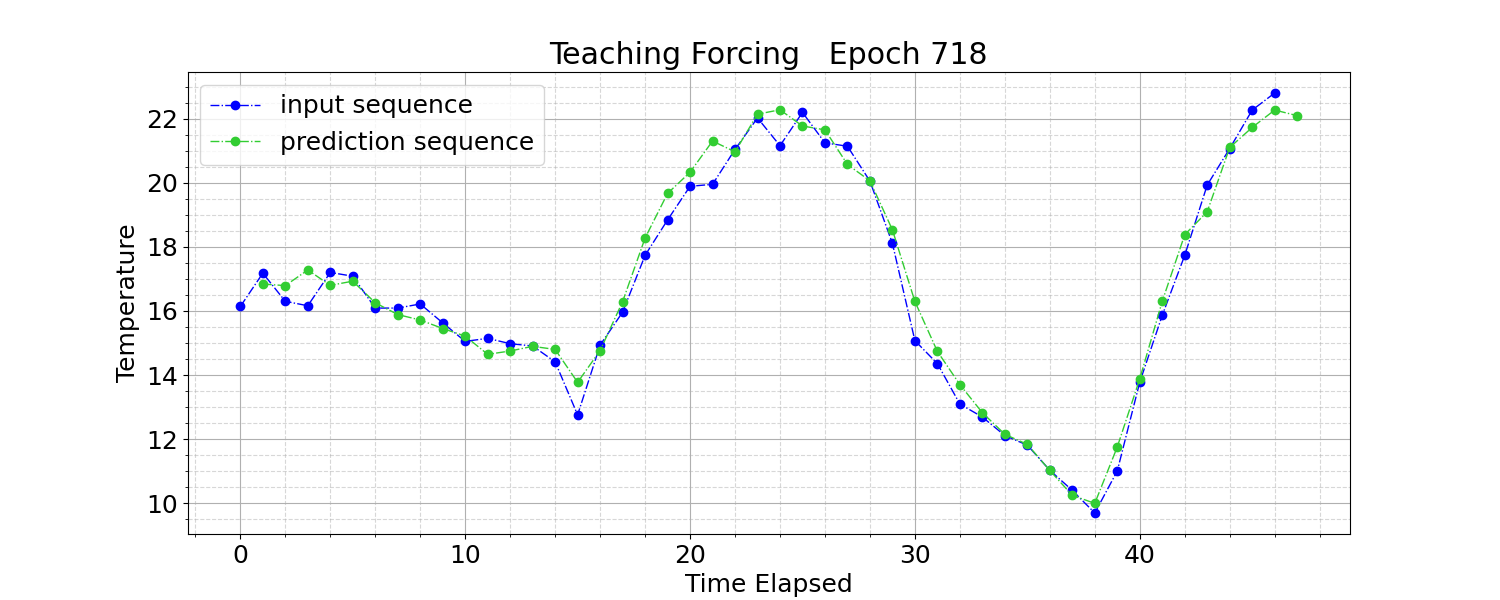 Teaching Forcing   Epoch 718
input sequence
prediction sequence
Temperature
22
20
18
16
14
12
10
0 10 20 30 40
Time Elapsed